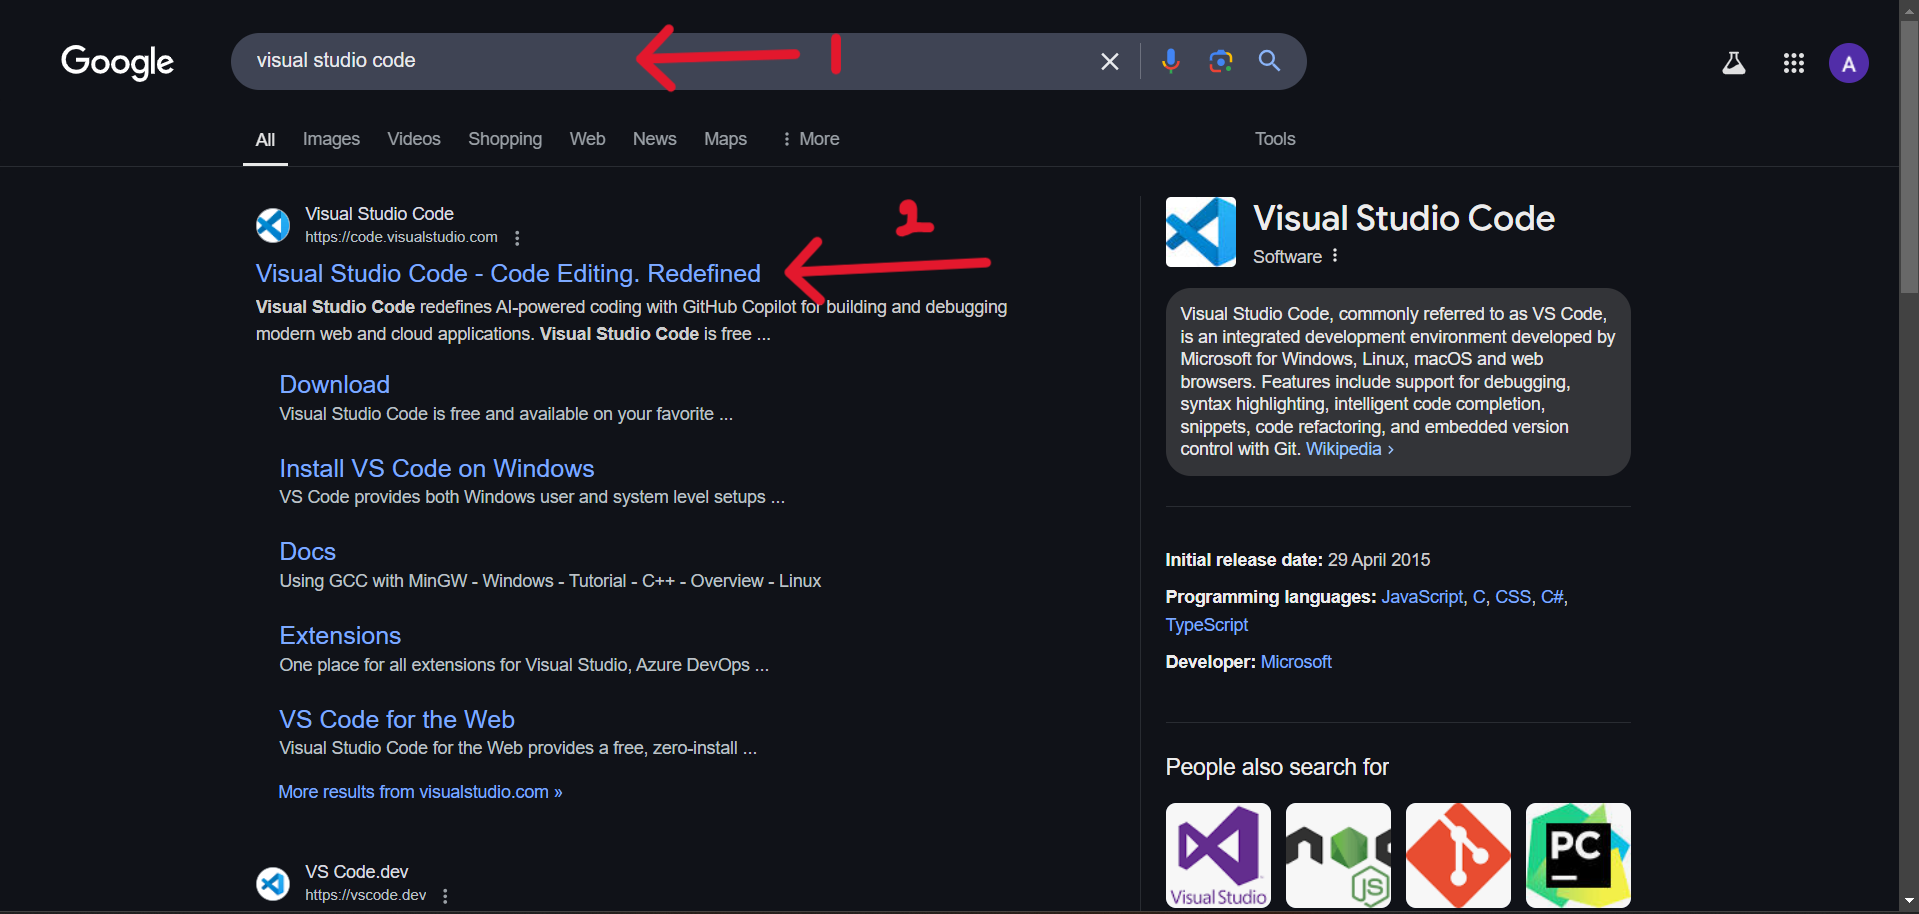 Google
visual studio code
1
A
All
Images
Videos
Shopping
Web
News
Maps
More
Tools
Visual Studio Code
https://code.visualstudio.com
2
Visual Studio Code - Code Editing. Redefined
Visual Studio Code redefines AI-powered coding with GitHub Copilot for building and debugging
modern web and cloud applications. Visual Studio Code is free ...
Download
Visual Studio Code is free and available on your favorite ...
Install VS Code on Windows
VS Code provides both Windows user and system level setups ...
Docs
Using GCC with MinGW - Windows - Tutorial - C++ - Overview - Linux
Extensions
One place for all extensions for Visual Studio, Azure DevOps ...
VS Code for the Web
Visual Studio Code for the Web provides a free, zero-install ...
More results from visualstudio.com »
VS Code.dev
https://vscode.dev
Visual Studio Code
Software
Visual Studio Code, commonly referred to as VS Code,
is an integrated development environment developed by
Microsoft for Windows, Linux, macOS and web
browsers. Features include support for debugging,
syntax highlighting, intelligent code completion,
snippets, code refactoring, and embedded version
control with Git. Wikipedia ›
Initial release date: 29 April 2015
Programming languages: JavaScript, C, CSS, C#,
TypeScript
Developer: Microsoft
People also search for
Visual Studio
JS
PC